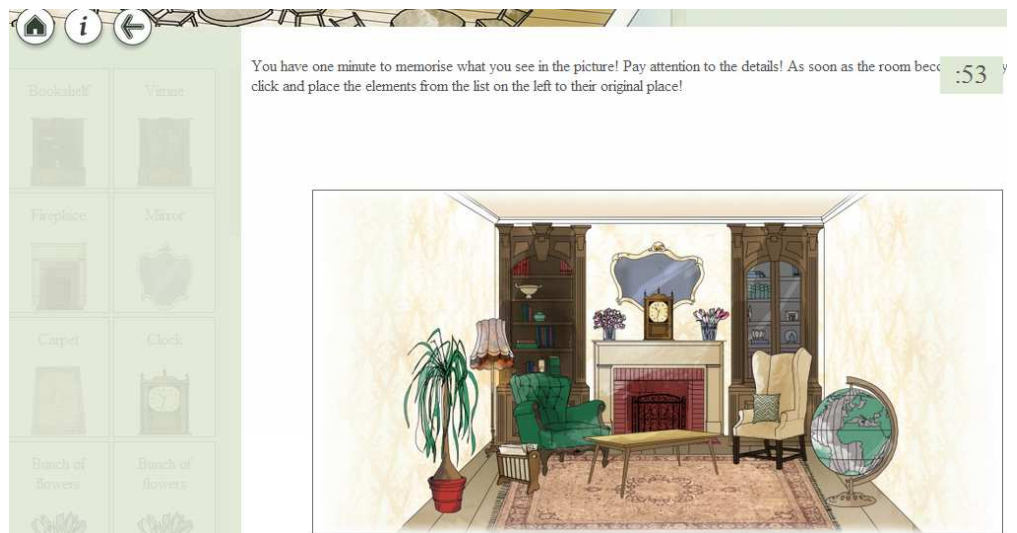 i
You have one minute to memorise what you see in the picture! Pay attention to the details! As soon as the room
click and place the elements from the list on the left to their original place!
:53
Bookshelf
Vitrine
Fireplace
Mirror
Carpet
Clock
Bunch of
flowers
Bunch of
flowers